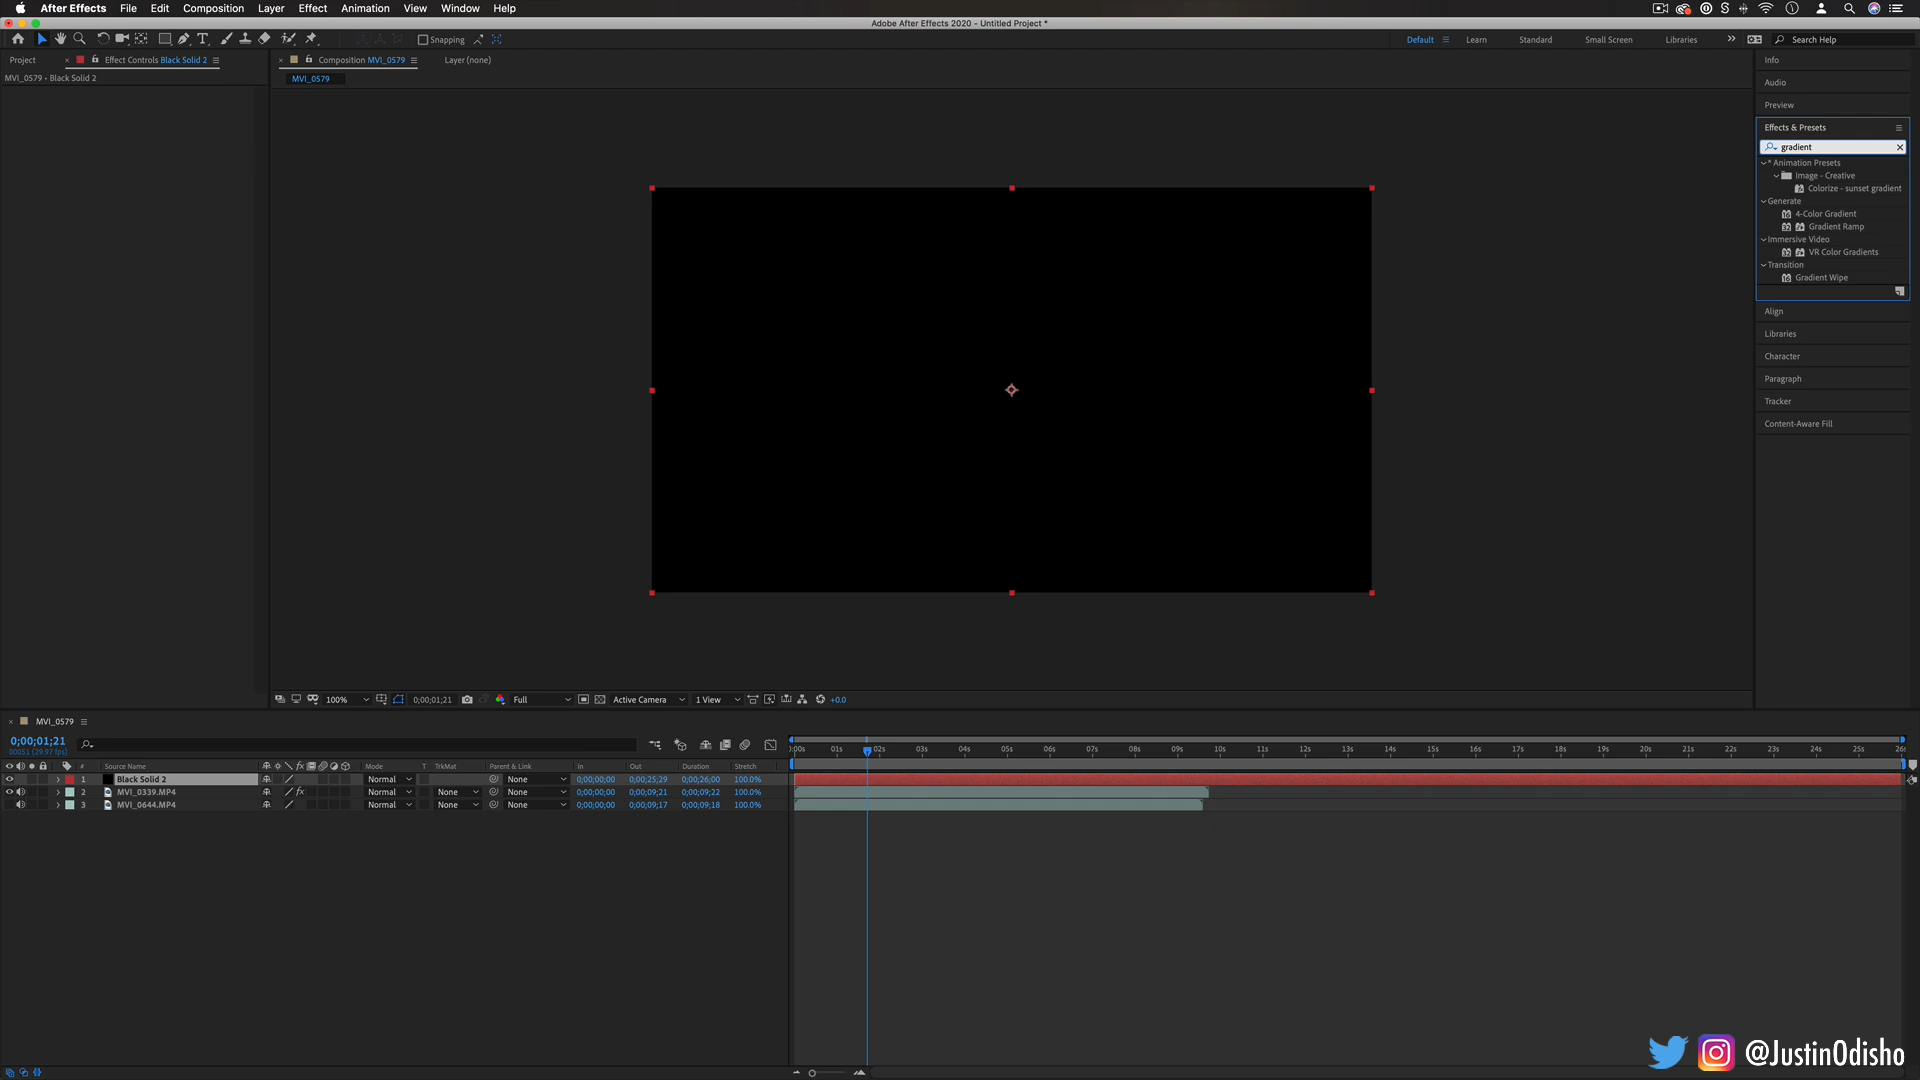 After Effects File Edit Composition Layer Effect Animation View Window Help
Adobe After Effects 2020 - Untitled Project *
Snapping
Default Learn Standard Small Screen Libraries Search Help
Project Effect Controls Black Solid 2
Composition MVI_0579 Layer (none)
MVI_0579 • Black Solid 2
MVI_0579
Info
Audio
Preview
Effects & Presets
gradient
* Animation Presets
Image - Creative
Colorize - sunset gradient
Generate
4-Color Gradient
Gradient Ramp
Immersive Video
VR Color Gradients
Transition
Gradient Wipe
Align
Libraries
Character
Paragraph
Tracker
Content-Aware Fill
100% 0;00;01;21 Full Active Camera 1 View +0.0
MVI_0579
0;00;01;21
00051 (29.97 fps)
:00s 01s 02s 03s 04s 05s 06s 07s 08s 09s 10s 11s 12s 13s 14s 15s 16s 17s 18s 19s 20s 21s 22s 23s 24s 25s 26s
# Source Name Mode T TrkMat Parent & Link In Out Duration Stretch
1 Black Solid 2 Normal None 0;00;00;00 0;00;25;29 0;00;26;00 100.0%
2 MVI_0339.MP4 Normal None None 0;00;00;00 0;00;09;21 0;00;09;22 100.0%
3 MVI_0644.MP4 Normal None None 0;00;00;00 0;00;09;17 0;00;09;18 100.0%
@JustinOdisho